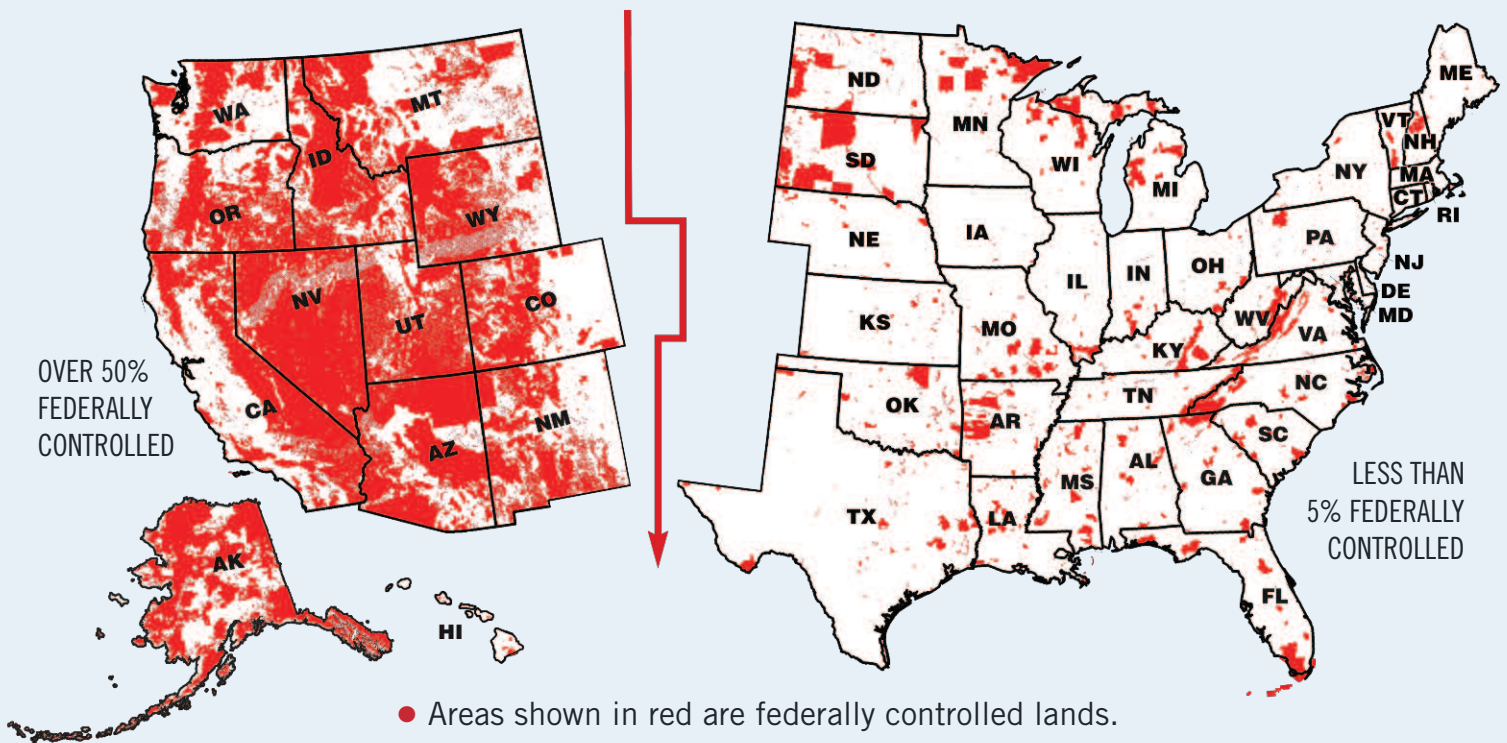 WA
MT
ID
OR
WY
NV
UT
CO
CA
AZ
NM
AK
HI
OVER 50%
FEDERALLY
CONTROLLED
ND
MN
SD
WI
MI
ME
VT
NH
NY
MA
CT
RI
NE
IA
PA
NJ
IL
IN
OH
DE
MD
KS
MO
WV
VA
KY
OK
AR
TN
NC
SC
TX
LA
MS
AL
GA
FL
LESS THAN
5% FEDERALLY
CONTROLLED
Areas shown in red are federally controlled lands.